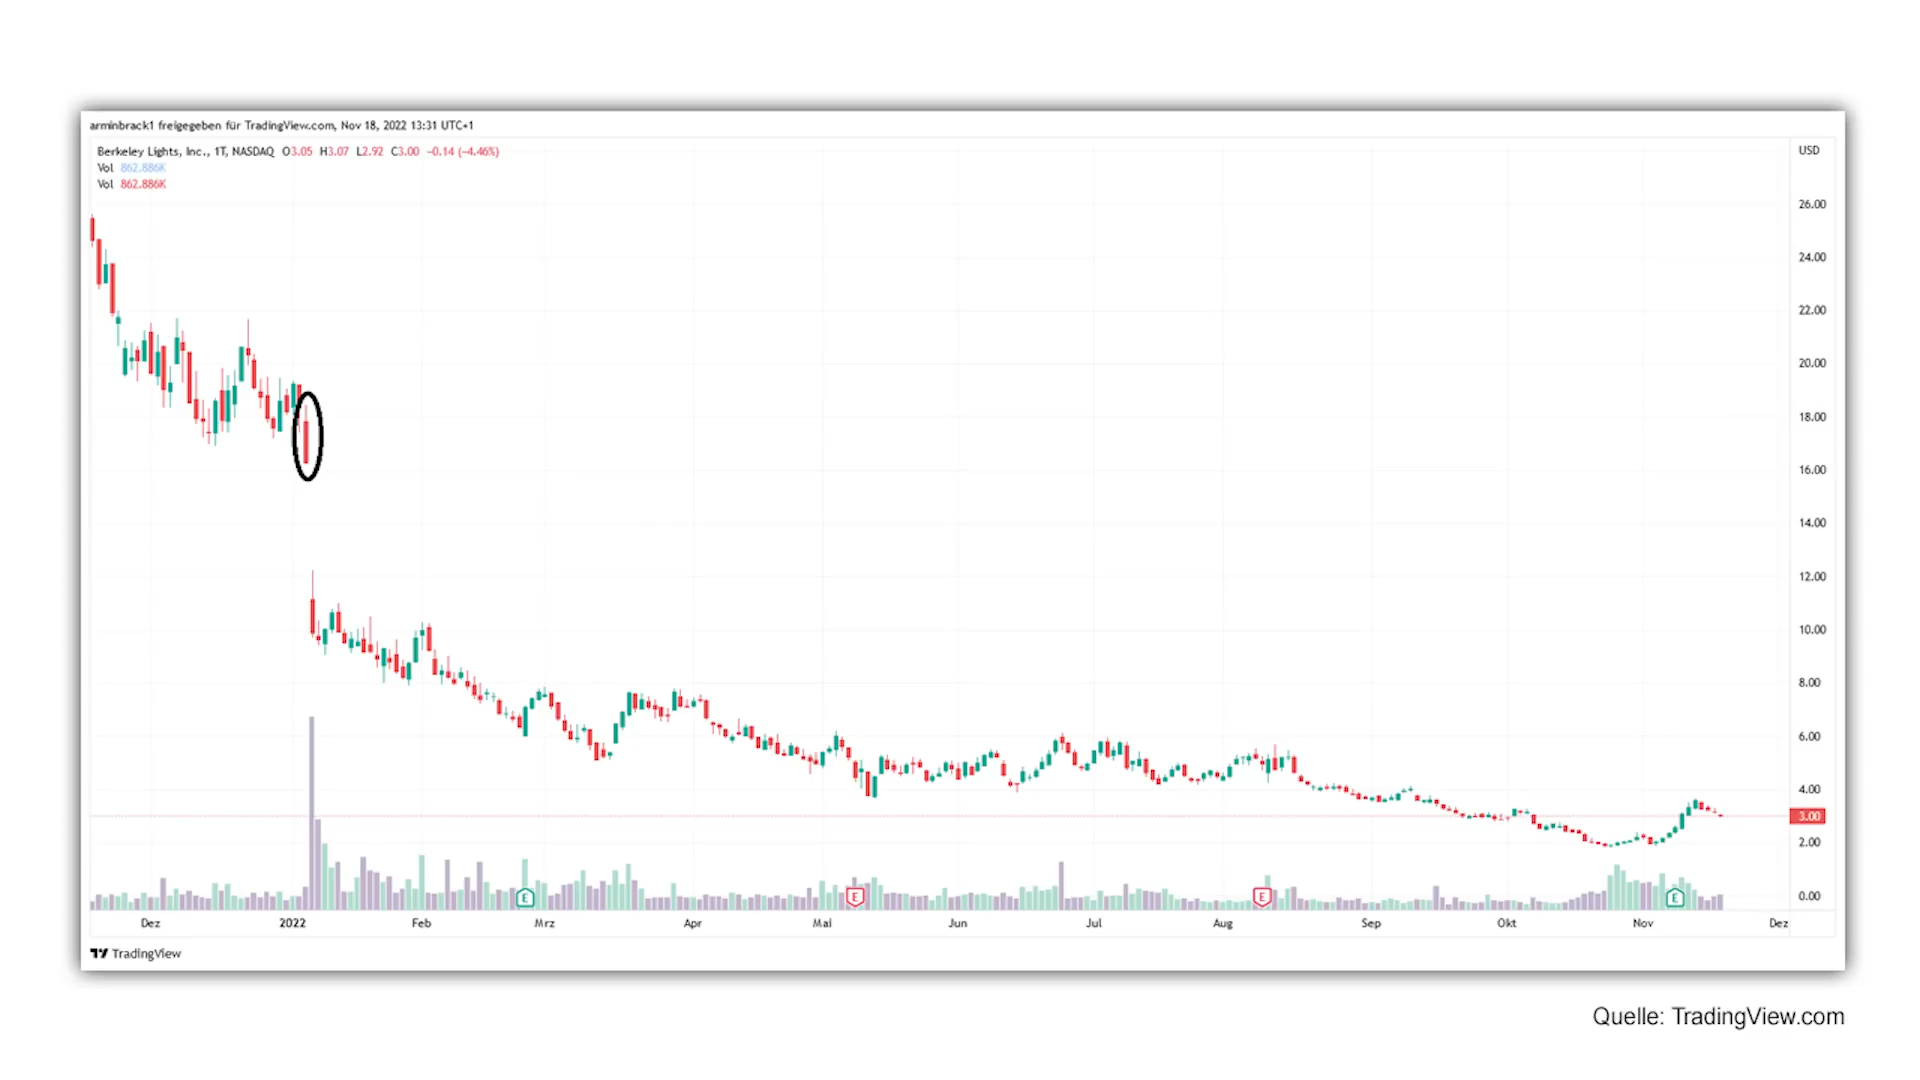 arminbrack1 freigegeben für TradingView.com, Nov 18, 2022 13:31 UTC+1
Berkeley Lights, Inc., 1T, NASDAQ O3.05 H3.07 L2.92 C3.00 −0.14 (−4.46%)
Vol 862.886K
Vol 862.886K
USD
26.00
24.00
22.00
20.00
18.00
16.00
14.00
12.00
10.00
8.00
6.00
4.00
3.00
2.00
0.00
E E E E
Dez 2022 Feb Mrz Apr Mai Jun Jul Aug Sep Okt Nov Dez
TradingView
Quelle: TradingView.com